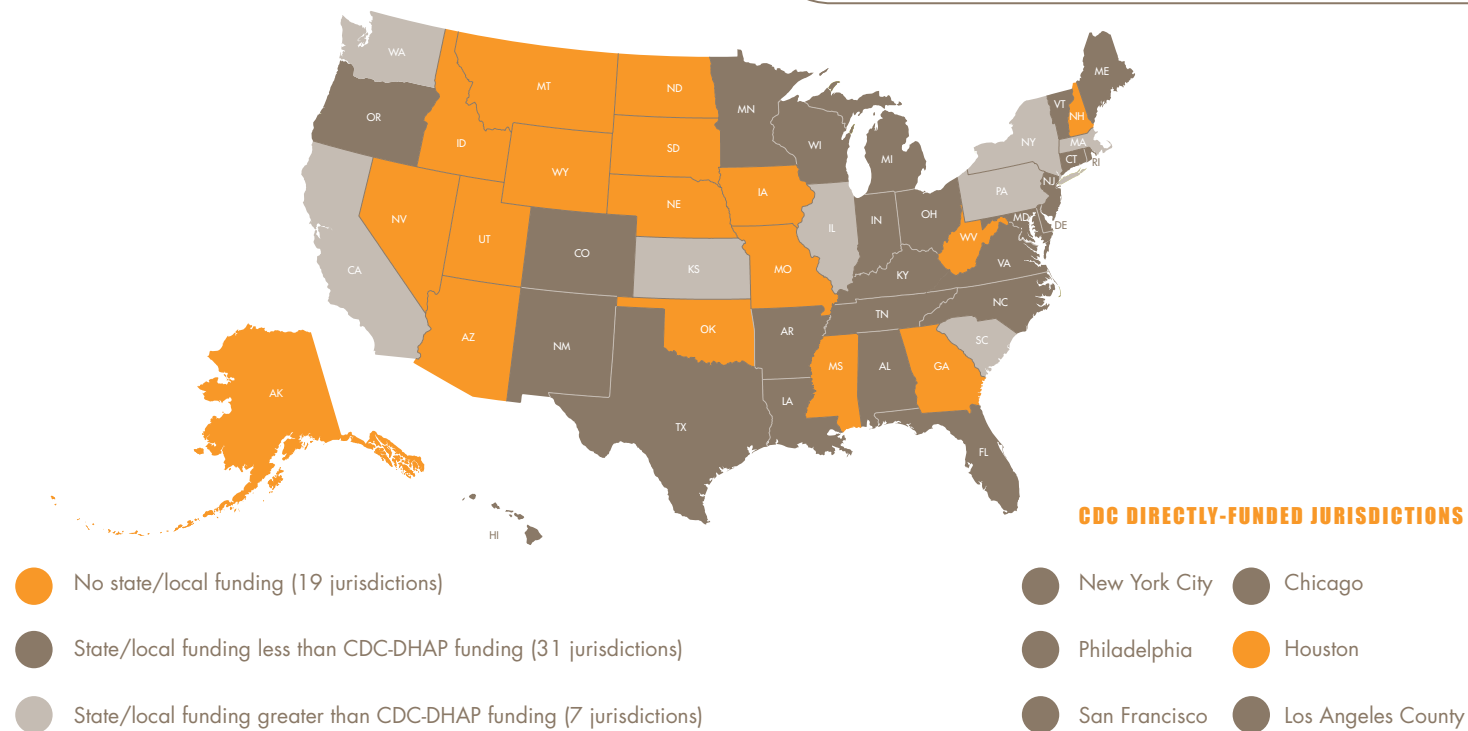 WA
MT
ND
MN
ME
OR
ID
SD
WI
VT
NH
NY
MA
CT
RI
MI
WY
IA
PA
NJ
NV
NE
IL
IN
OH
MD
DE
UT
CO
WV
VA
CA
KS
MO
KY
NC
AZ
OK
TN
NM
AR
SC
AK
MS
AL
GA
LA
TX
FL
HI
CDC DIRECTLY-FUNDED JURISDICTIONS
No state/local funding (19 jurisdictions)
State/local funding less than CDC-DHAP funding (31 jurisdictions)
State/local funding greater than CDC-DHAP funding (7 jurisdictions)
New York City
Chicago
Philadelphia
Houston
San Francisco
Los Angeles County